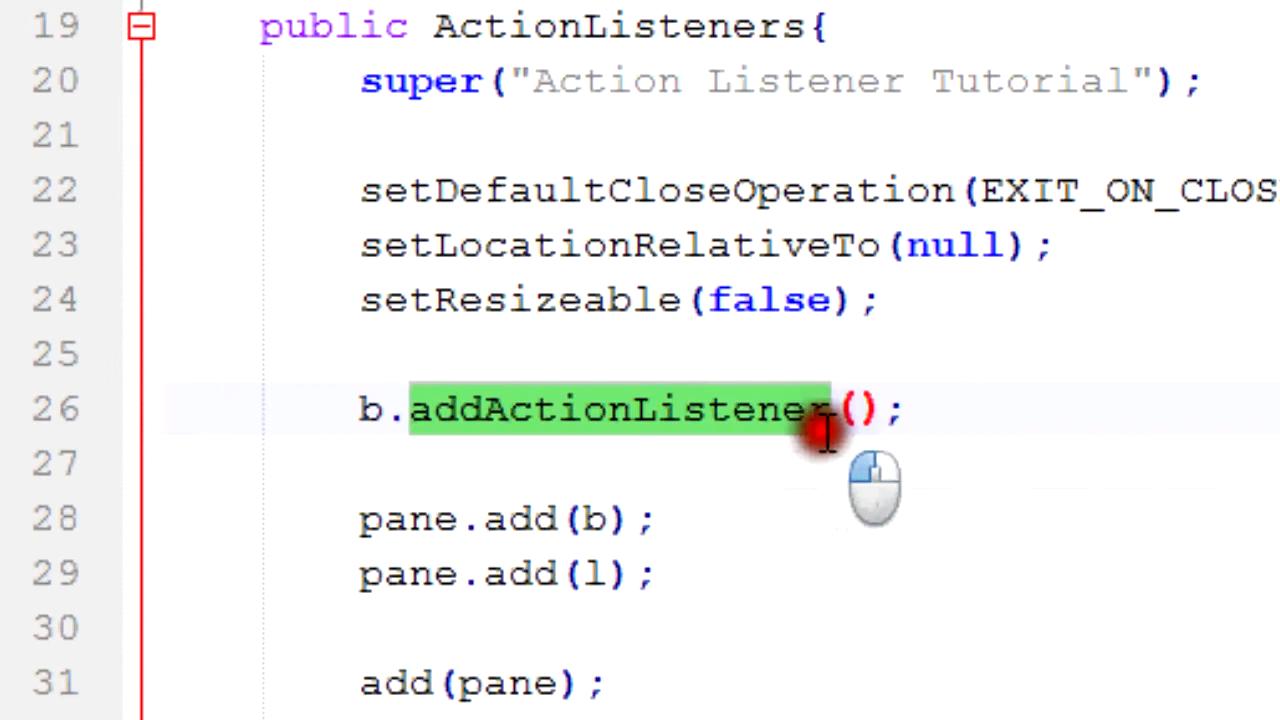 19 public ActionListeners{
20 super("Action Listener Tutorial");
21
22 setDefaultCloseOperation(EXIT_ON_CLOS
23 setLocationRelativeTo(null);
24 setResizeable(false);
25
26 b.addActionListener();
27
28 pane.add(b);
29 pane.add(l);
30
31 add(pane);